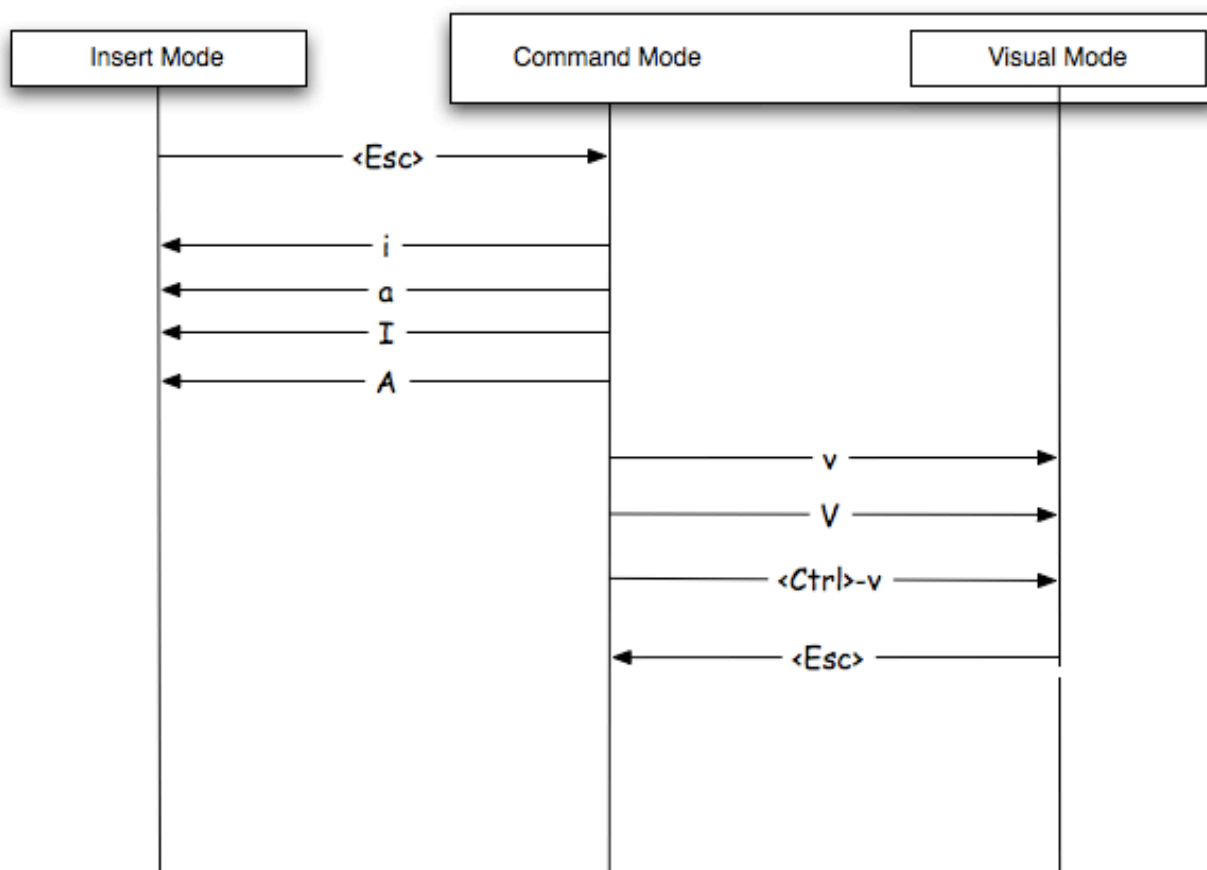 Insert Mode
Command Mode
Visual Mode
<Esc>
i
a
I
A
v
V
<Ctrl>-v
<Esc>